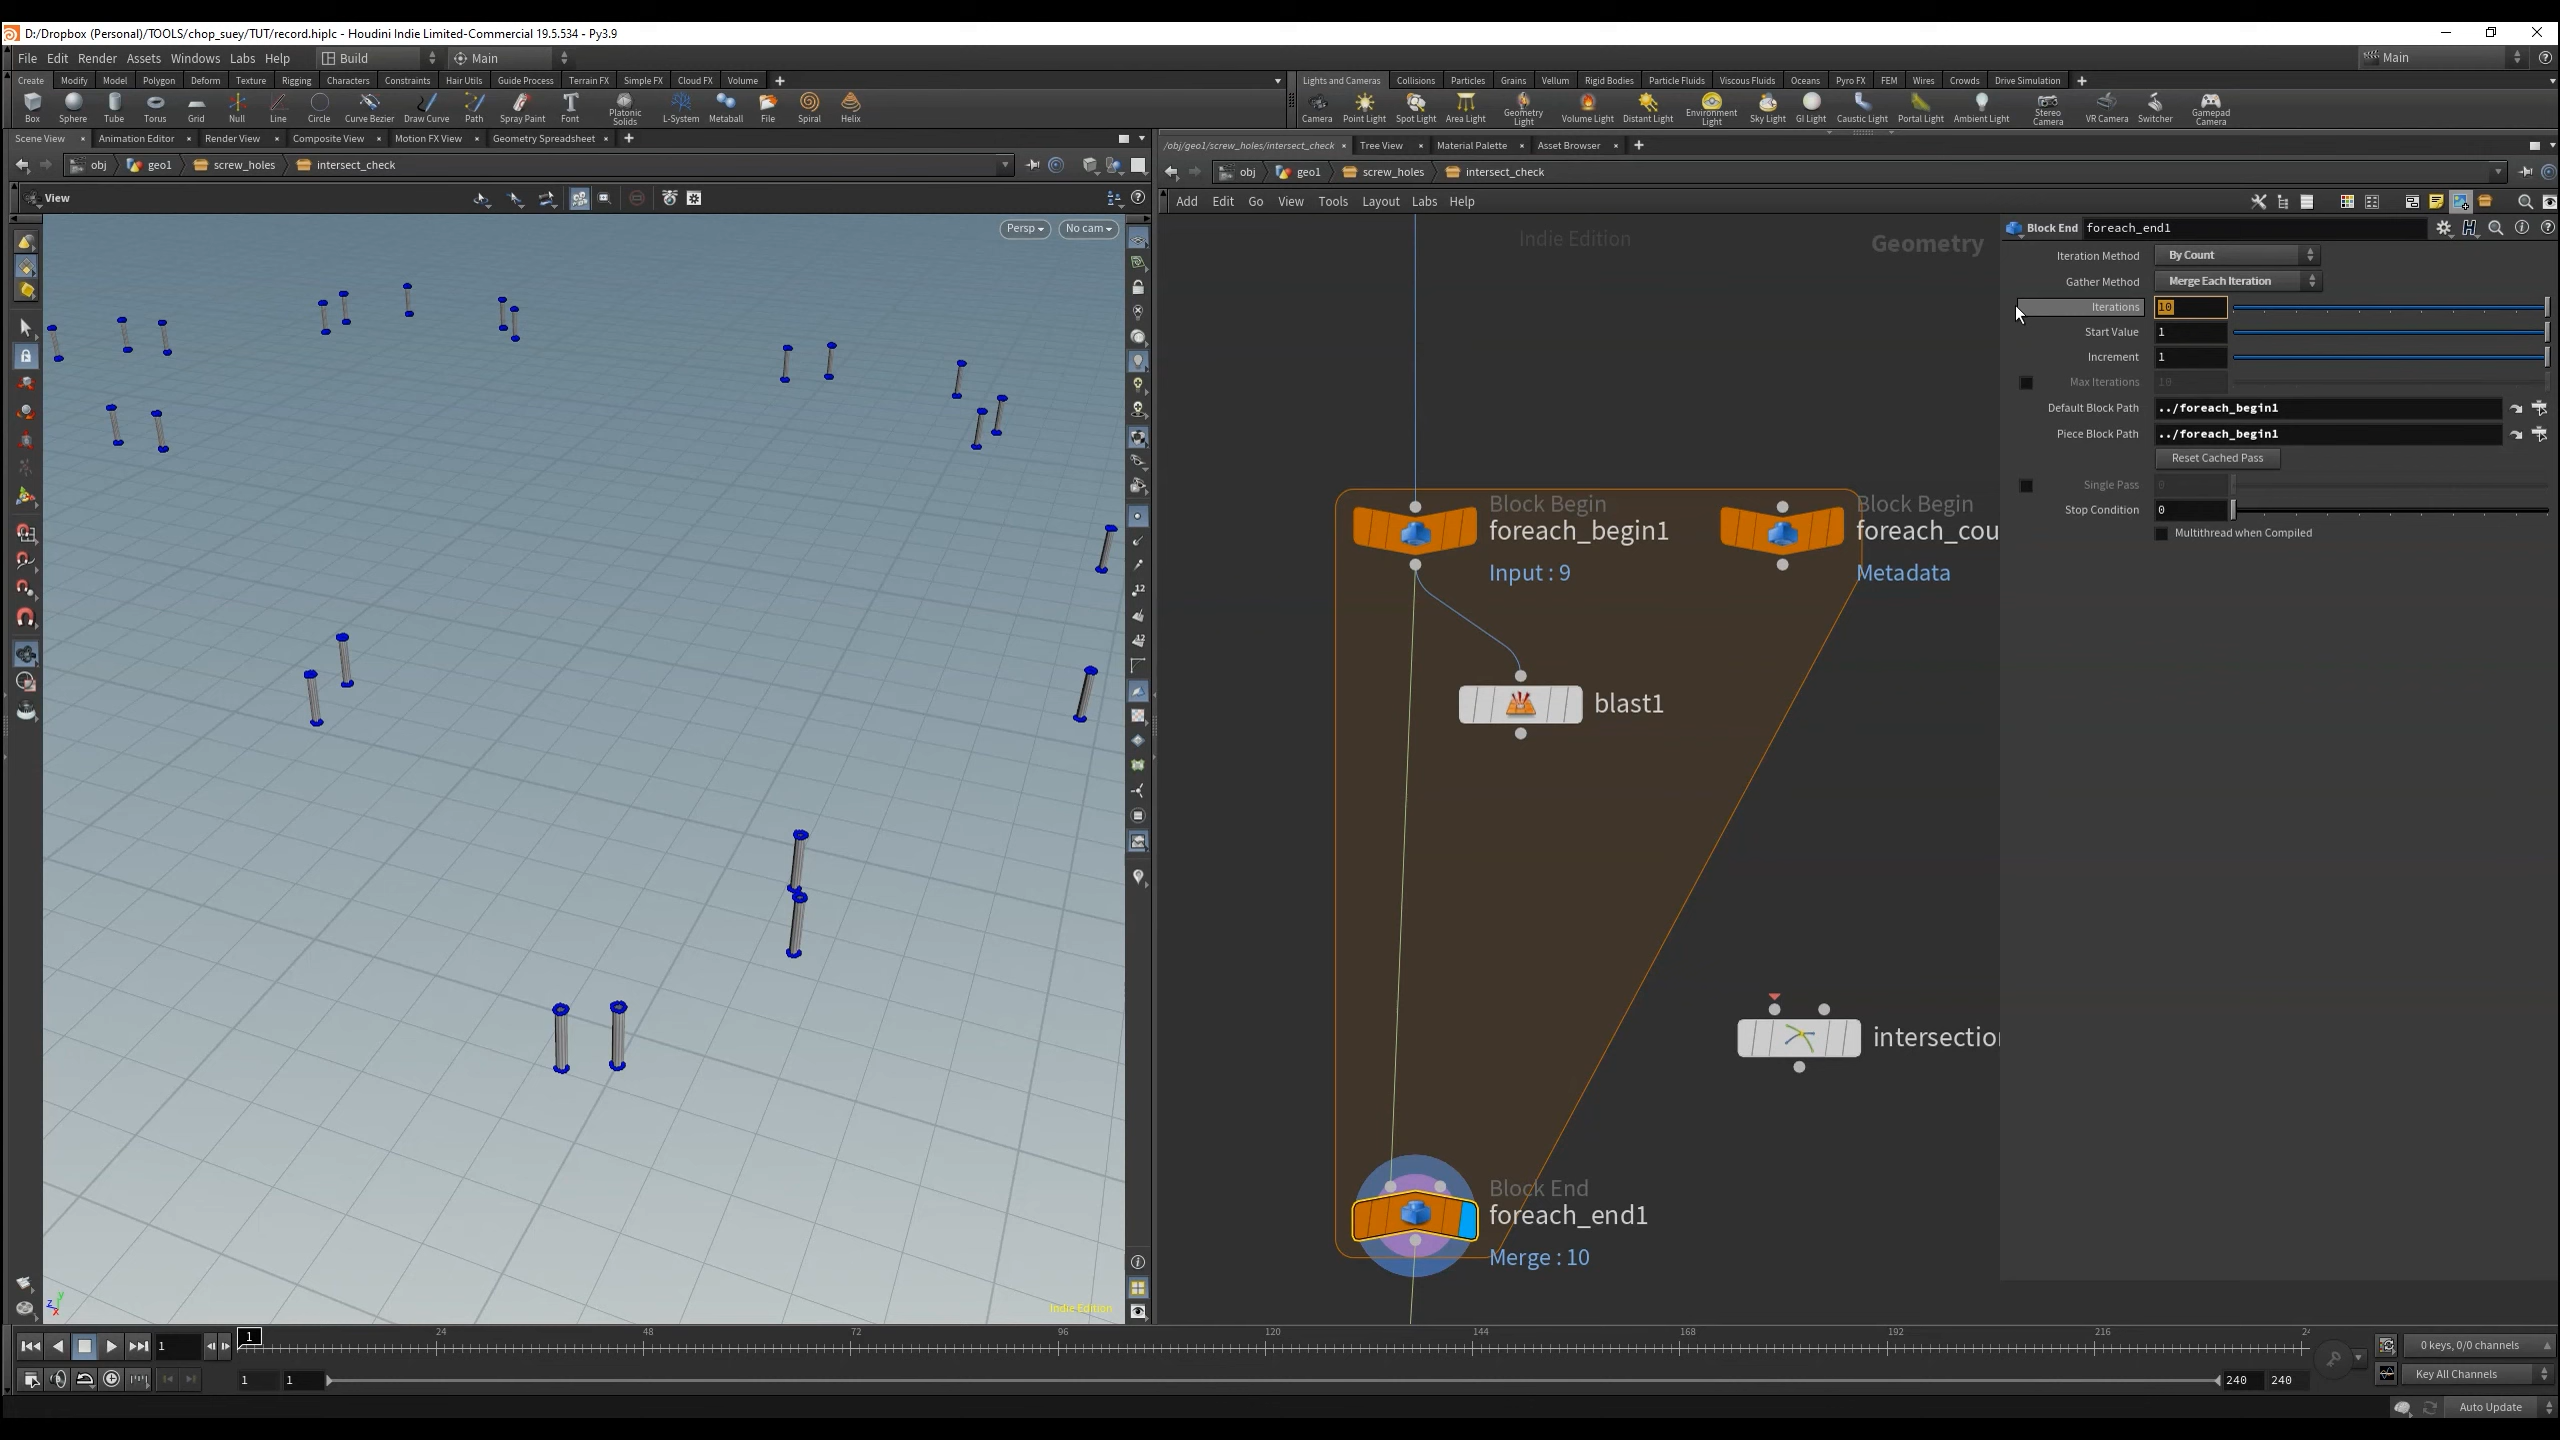 D:/Dropbox (Personal)/TOOLS/chop_suey/TUT/record.hiplc - Houdini Indie Limited-Commercial 19.5.534 - Py3.9
File Edit Render Assets Windows Labs Help Build Main Main
Create Modify Model Polygon Deform Texture Rigging Characters Constraints Hair Utils Guide Process Terrain FX Simple FX Cloud FX Volume
Lights and Cameras Collisions Particles Grains Vellum Rigid Bodies Particle Fluids Viscous Fluids Oceans Pyro FX FEM Wires Crowds Drive Simulation
Box Sphere Tube Torus Grid Null Line Circle Curve Bezier Draw Curve Path Spray Paint Font Platonic Solids L-System Metaball File Spiral Helix
Camera Point Light Spot Light Area Light Geometry Light Volume Light Distant Light Environment Light Sky Light GI Light Caustic Light Portal Light Ambient Light Stereo Camera VR Camera Switcher Gamepad Camera
Scene View Animation Editor Render View Composite View Motion FX View Geometry Spreadsheet
/obj/geo1/screw_holes/intersect_check Tree View Material Palette Asset Browser
obj geo1 screw_holes intersect_check
obj geo1 screw_holes intersect_check
View
Add Edit Go View Tools Layout Labs Help
Persp No cam
Indie Edition
Geometry
Block End foreach_end1
Iteration Method By Count
Gather Method Merge Each Iteration
Iterations 10
Start Value 1
Increment 1
Max Iterations 10
Default Block Path ../foreach_begin1
Piece Block Path ../foreach_begin1
Reset Cached Pass
Single Pass 0
Stop Condition 0
Multithread when Compiled
Block Begin
foreach_begin1
Input : 9
Block Begin
foreach_cou
Metadata
blast1
intersection
Block End
foreach_end1
Merge : 10
Indie Edition
z y x
12
12
1 1 24 48 72 96 120 144 168 192 216 24
0 keys, 0/0 channels
1 1 240 240
Key All Channels
Auto Update